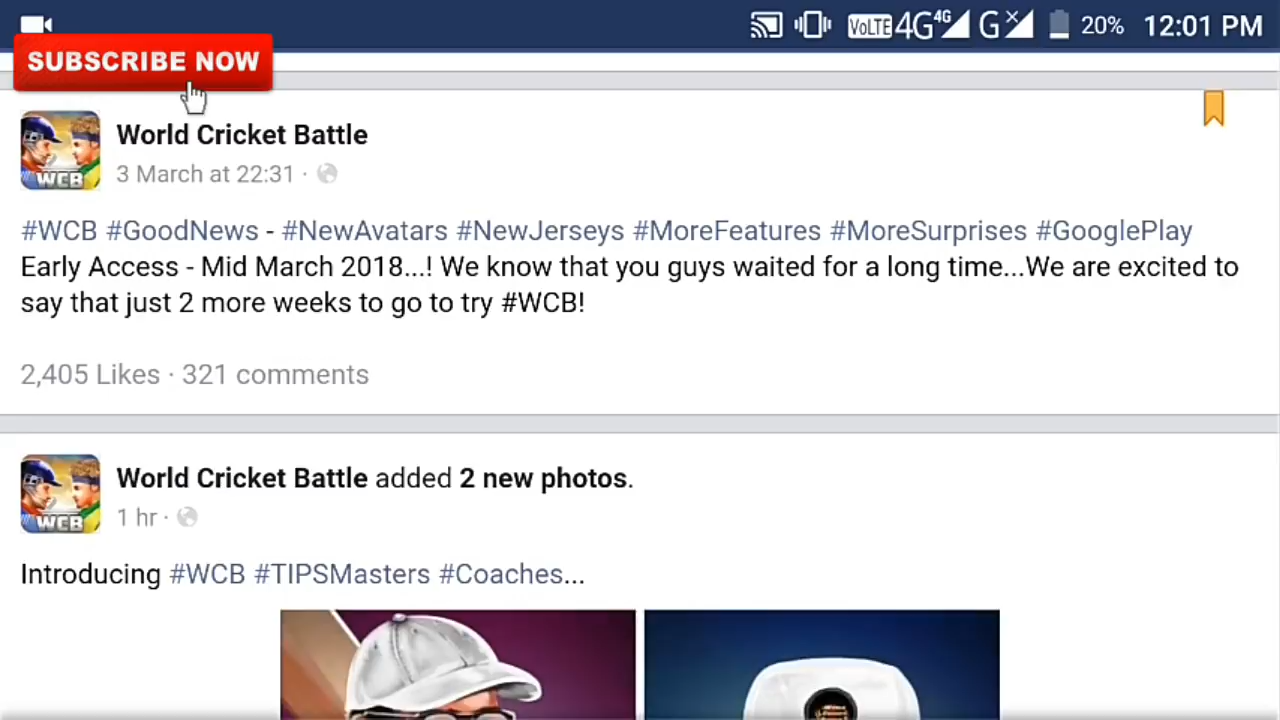 VoLTE 4G 4G G 20% 12:01 PM
SUBSCRIBE NOW
World Cricket Battle
3 March at 22:31 ·
WCB
#WCB #GoodNews - #NewAvatars #NewJerseys #MoreFeatures #MoreSurprises #GooglePlay
Early Access - Mid March 2018...! We know that you guys waited for a long time...We are excited to
say that just 2 more weeks to go to try #WCB!
2,405 Likes · 321 comments
World Cricket Battle added 2 new photos.
1 hr ·
WCB
Introducing #WCB #TIPSMasters #Coaches...